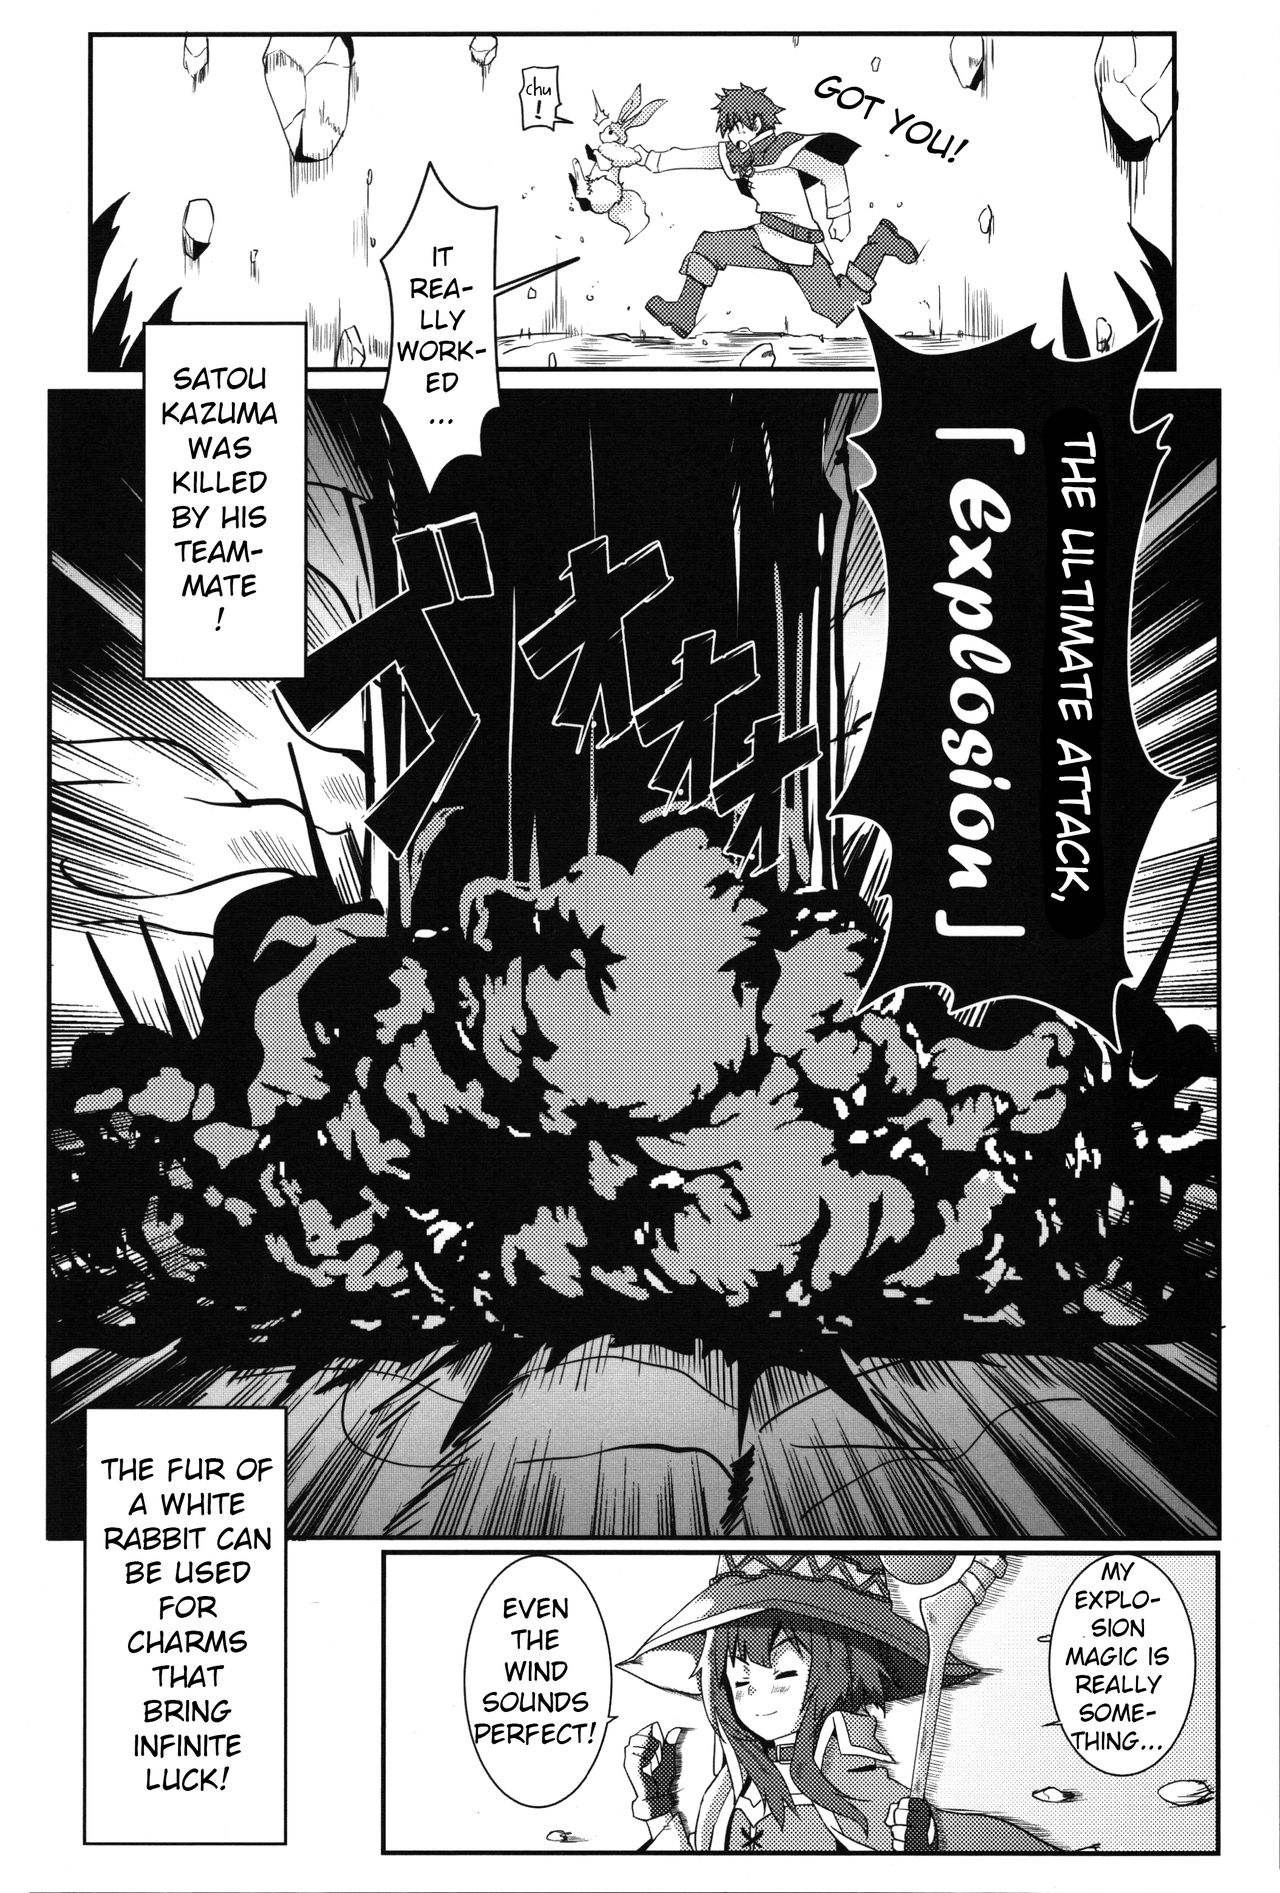 GOT YOU!
chu
!
IT
REA-
LLY
WORK-
ED
...
THE ULTIMATE ATTACK,
「explosion」
ズオオオ
SATOU
KAZUMA
WAS
KILLED
BY HIS
TEAM-
MATE
!
MY
EXPLO-
SION
MAGIC IS
REALLY
SOME-
THING...
EVEN
THE
WIND
SOUNDS
PERFECT!
THE FUR OF
A WHITE
RABBIT CAN
BE USED
FOR
CHARMS
THAT
BRING
INFINITE
LUCK!